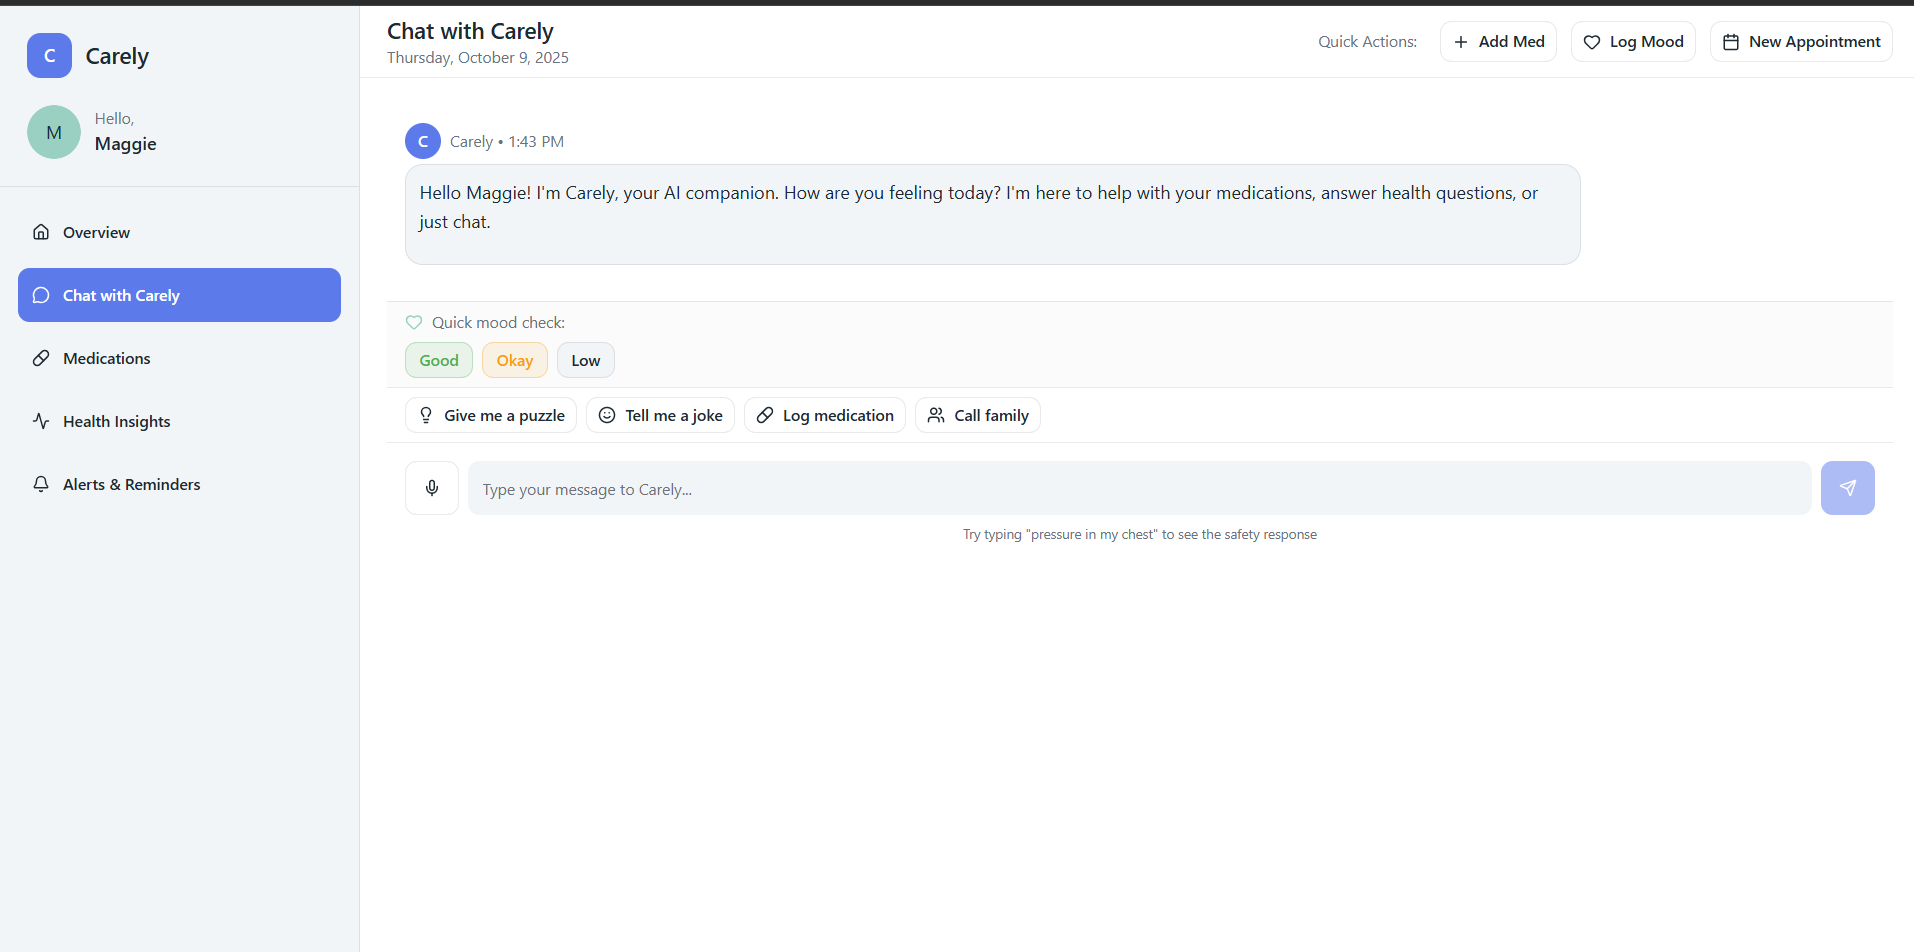 C
Carely
M
Hello,
Maggie
Overview
Chat with Carely
Medications
Health Insights
Alerts & Reminders
Chat with Carely
Thursday, October 9, 2025
Quick Actions:
Add Med
Log Mood
New Appointment
C
Carely • 1:43 PM
Hello Maggie! I'm Carely, your AI companion. How are you feeling today? I'm here to help with your medications, answer health questions, or
just chat.
Quick mood check:
Good
Okay
Low
Give me a puzzle
Tell me a joke
Log medication
Call family
Type your message to Carely...
Try typing "pressure in my chest" to see the safety response